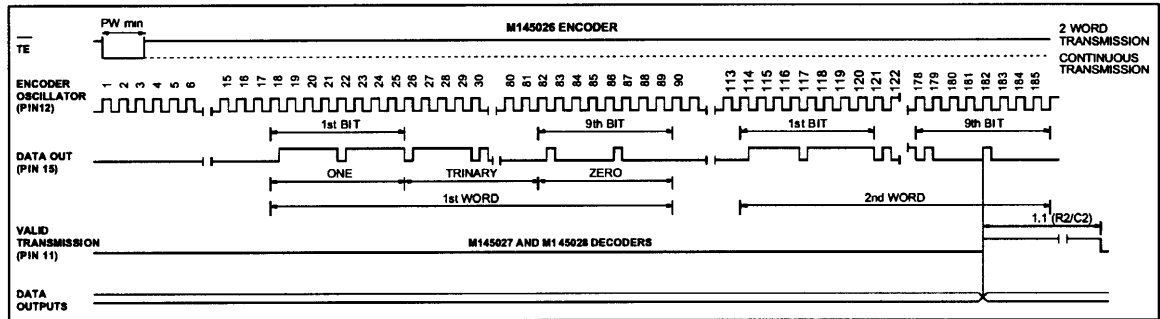 PW min
M145026 ENCODER
2 WORD
TRANSMISSION
TE
CONTINUOUS
TRANSMISSION
ENCODER
OSCILLATOR
(PIN12)
1 2 3 4 5 6 15 16 17 18 19 20 21 22 23 24 25 26 27 28 29 30 80 81 82 83 84 85 86 87 88 89 90 113 114 115 116 117 118 119 120 121 122 178 179 180 181 182 183 184 185
1st BIT 9th BIT 1st BIT 9th BIT
DATA OUT
(PIN 15)
ONE TRINARY ZERO
1st WORD 2nd WORD
1.1 (R2/C2)
VALID
TRANSMISSION
(PIN 11)
M145027 AND M145028 DECODERS
DATA
OUTPUTS